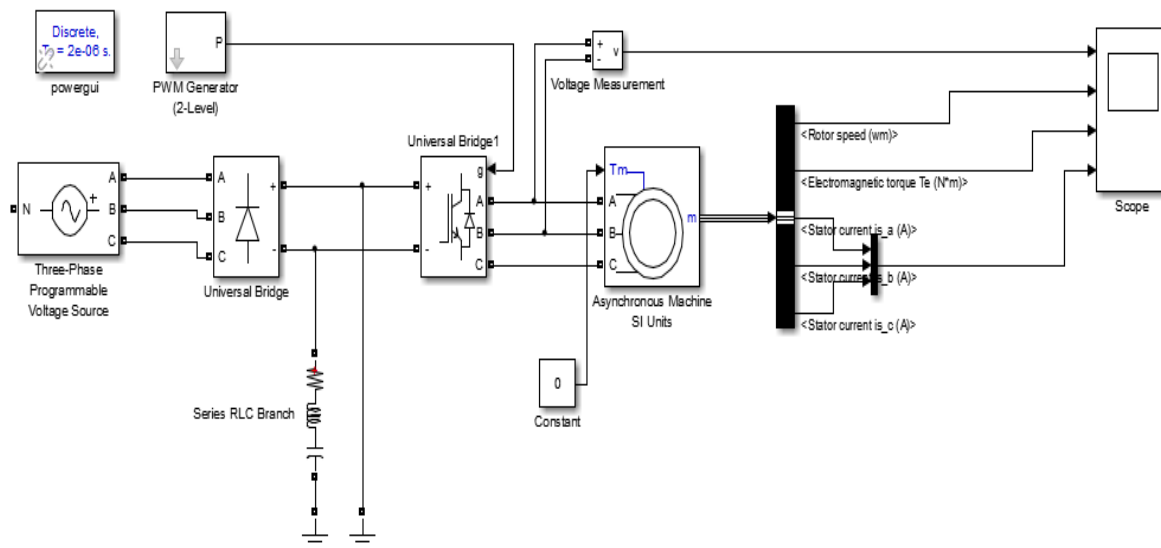 Discrete,
= 2e-06 s.
powergui
P
PWM Generator
(2-Level)
+
-
v
Voltage Measurement
Universal Bridge1
<Rotor speed (wm)>
<Electromagnetic torque Te (N*m)>
<Stator current is_a (A)>
<Stator current is_b (A)>
<Stator current is_c (A)>
Scope
N
+
A
B
C
Three-Phase
Programmable
Voltage Source
A
B
C
+
-
Universal Bridge
+
-
g
A
B
C
Tm
A
B
C
m
Asynchronous Machine
SI Units
0
Constant
Series RLC Branch